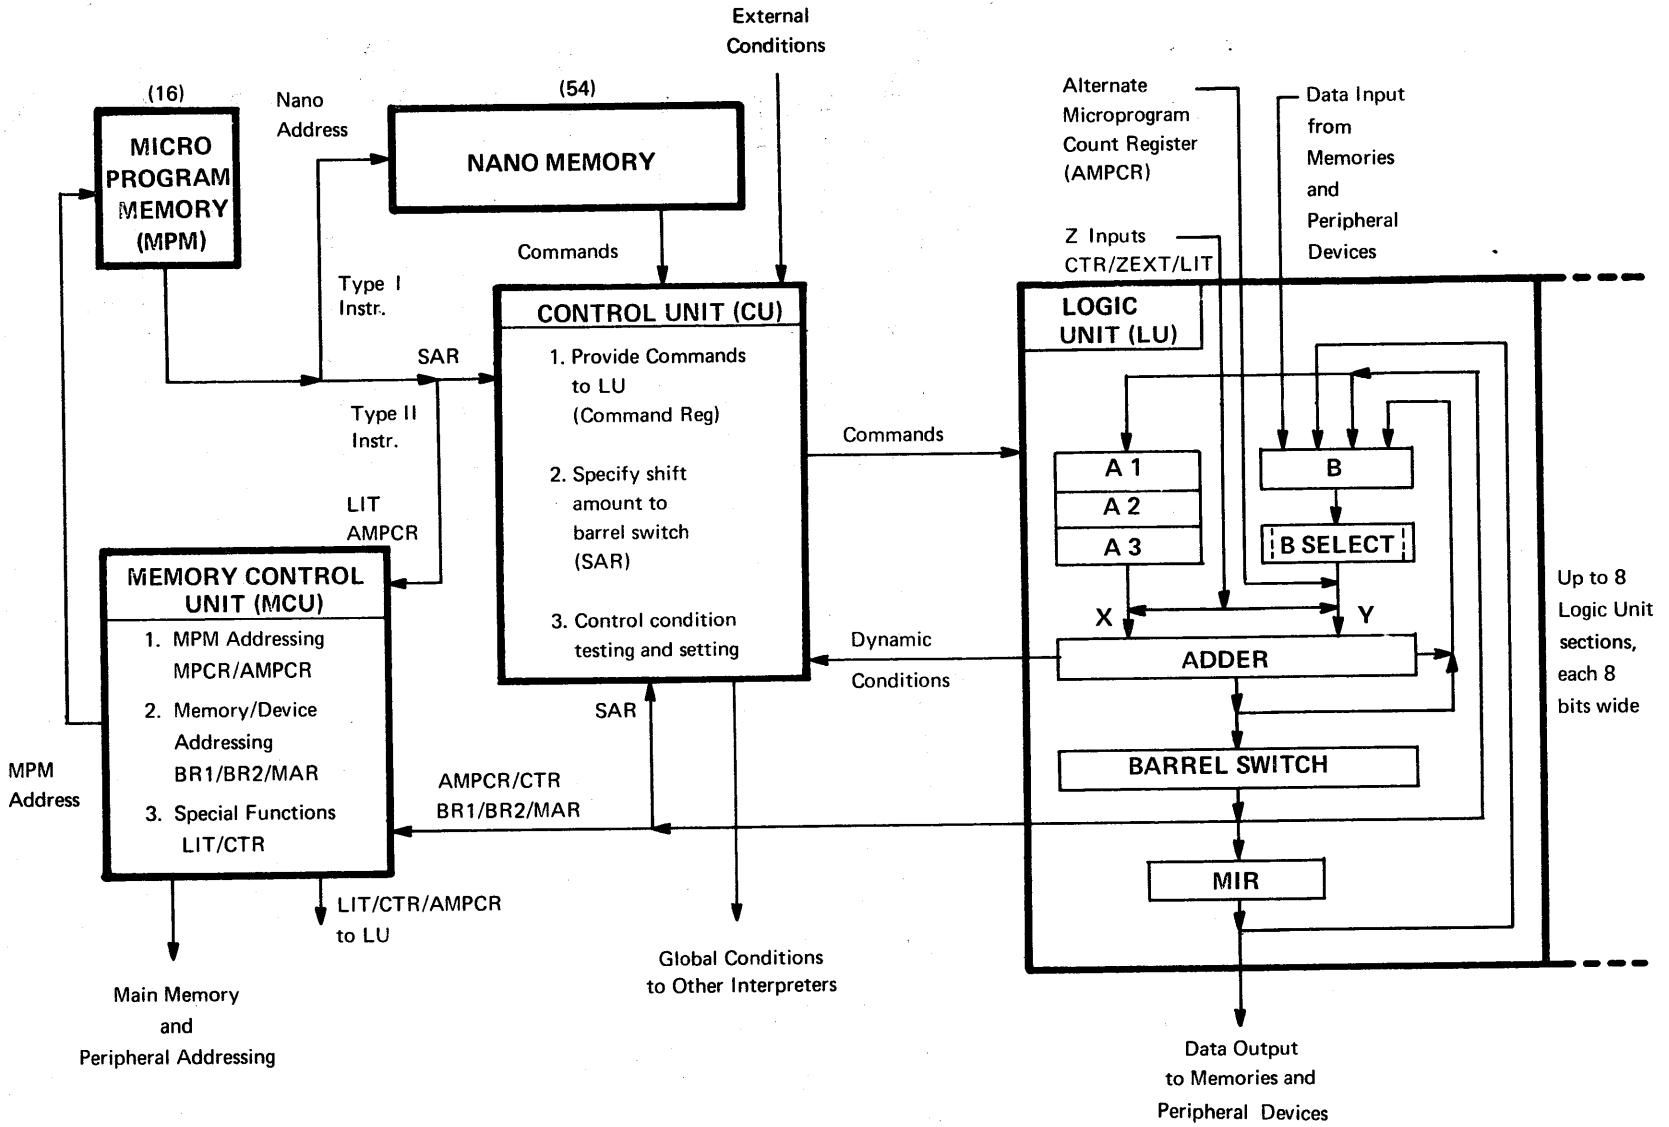 External
Conditions
(16)
MICRO
PROGRAM
MEMORY
(MPM)
Nano
Address
(54)
NANO MEMORY
Commands
Type I
Instr.
SAR
Type II
Instr.
LIT
AMPCR
CONTROL UNIT (CU)
1. Provide Commands
to LU
(Command Reg)
2. Specify shift
amount to
barrel switch
(SAR)
3. Control condition
testing and setting
MEMORY CONTROL
UNIT (MCU)
1. MPM Addressing
MPCR/AMPCR
2. Memory/Device
Addressing
BR1/BR2/MAR
3. Special Functions
LIT/CTR
MPM
Address
LIT/CTR/AMPCR
to LU
Main Memory
and
Peripheral Addressing
SAR
AMPCR/CTR
BR1/BR2/MAR
Global Conditions
to Other Interpreters
Commands
Dynamic
Conditions
Alternate
Microprogram
Count Register
(AMPCR)
Z Inputs
CTR/ZEXT/LIT
Data Input
from
Memories
and
Peripheral
Devices
LOGIC
UNIT (LU)
A 1
A 2
A 3
B
B SELECT
X
Y
ADDER
BARREL SWITCH
MIR
Up to 8
Logic Unit
sections,
each 8
bits wide
Data Output
to Memories and
Peripheral Devices